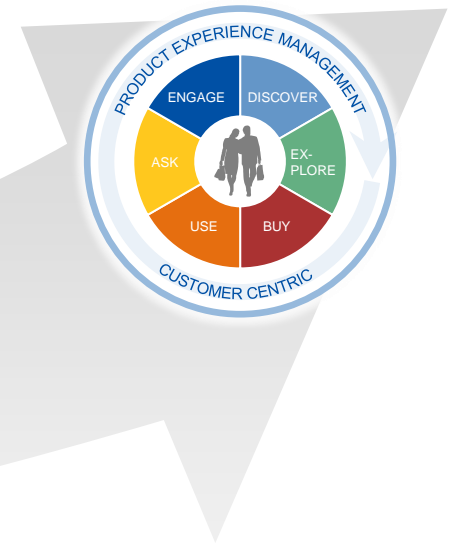 PRODUCT EXPERIENCE MANAGEMENT
ENGAGE
DISCOVER
ASK
EX-
PLORE
USE
BUY
CUSTOMER CENTRIC